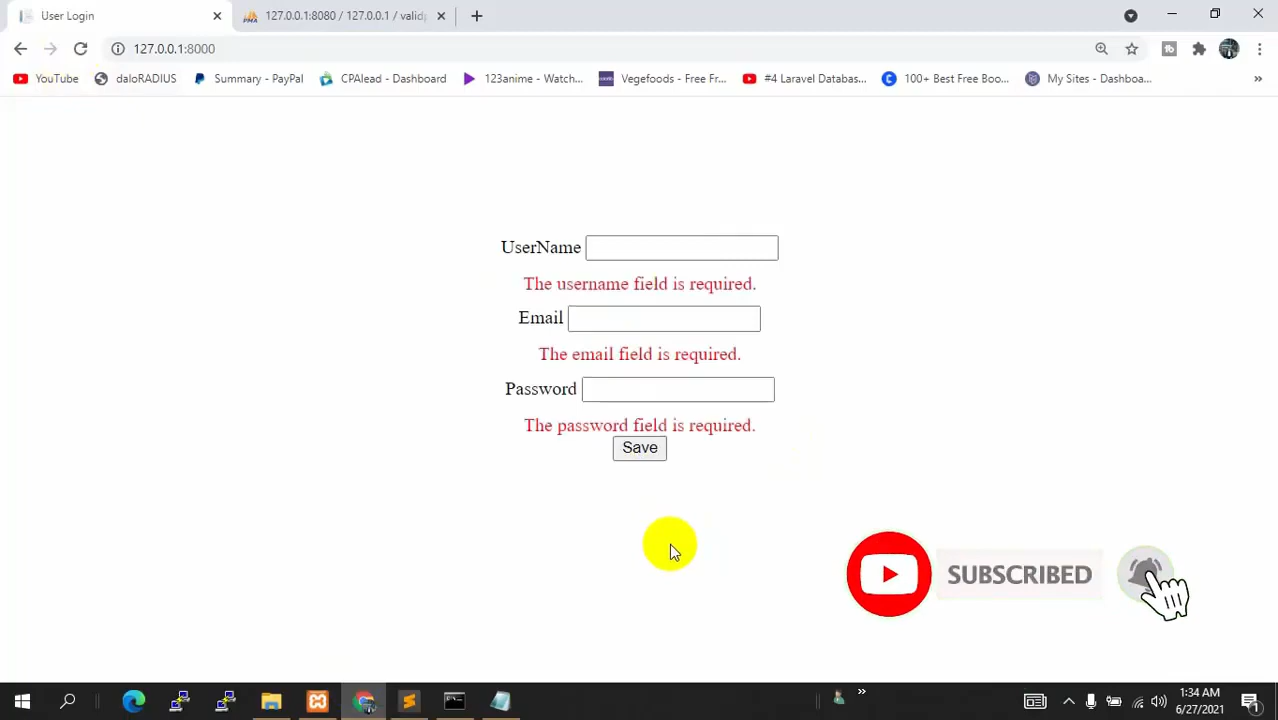 User Login
PMA
127.0.0.1:8080 / 127.0.0.1 / valid
127.0.0.1:8000
YouTube
daloRADIUS
Summary - PayPal
CPAlead - Dashboard
123anime - Watch...
Vegefoods - Free Fr...
#4 Laravel Databas...
100+ Best Free Boo...
My Sites - Dashboa...
UserName
The username field is required.
Email
The email field is required.
Password
The password field is required.
Save
SUBSCRIBED
1:34 AM
6/27/2021
1